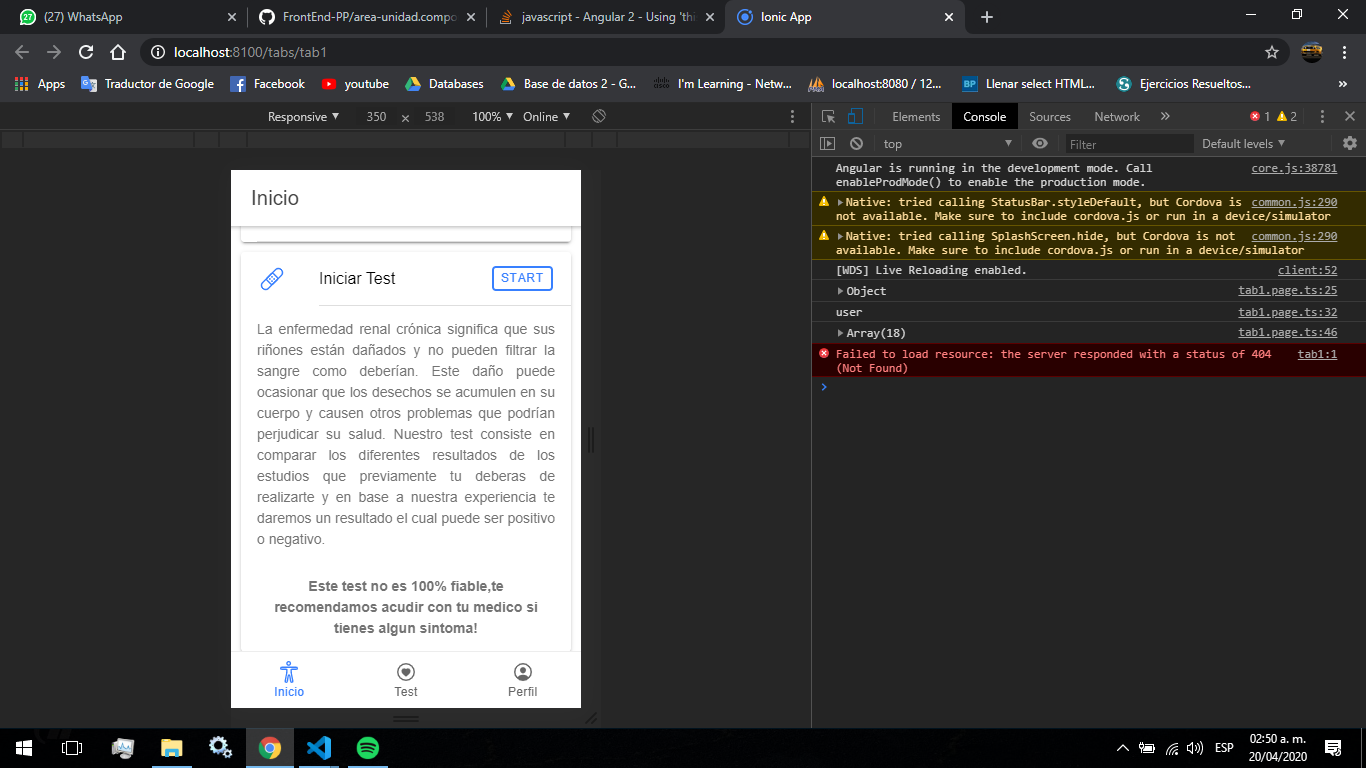 (27) WhatsApp
FrontEnd-PP/area-unidad.compo
javascript - Angular 2 - Using 'thi
Ionic App
localhost:8100/tabs/tab1
Apps
Traductor de Google
Facebook
youtube
Databases
Base de datos 2 - G...
I'm Learning - Netw...
localhost:8080 / 12...
BP
Llenar select HTML...
Ejercicios Resueltos...
Responsive ▼ 350 × 538 100% ▼ Online ▼
Elements Console Sources Network » 1 2
top ▼ Filter Default levels ▼
Angular is running in the development mode. Call core.js:38781
enableProdMode() to enable the production mode.
Native: tried calling StatusBar.styleDefault, but Cordova is common.js:290
not available. Make sure to include cordova.js or run in a device/simulator
Native: tried calling SplashScreen.hide, but Cordova is not common.js:290
available. Make sure to include cordova.js or run in a device/simulator
[WDS] Live Reloading enabled. client:52
Object tab1.page.ts:25
user tab1.page.ts:32
Array(18) tab1.page.ts:46
Failed to load resource: the server responded with a status of 404 tab1:1
(Not Found)
Inicio
Iniciar Test START
La enfermedad renal crónica significa que sus
riñones están dañados y no pueden filtrar la
sangre como deberían. Este daño puede
ocasionar que los desechos se acumulen en su
cuerpo y causen otros problemas que podrían
perjudicar su salud. Nuestro test consiste en
comparar los diferentes resultados de los
estudios que previamente tu deberas de
realizarte y en base a nuestra experiencia te
daremos un resultado el cual puede ser positivo
o negativo.
Este test no es 100% fiable,te
recomendamos acudir con tu medico si
tienes algun sintoma!
Inicio Test Perfil
ESP
02:50 a. m.
20/04/2020